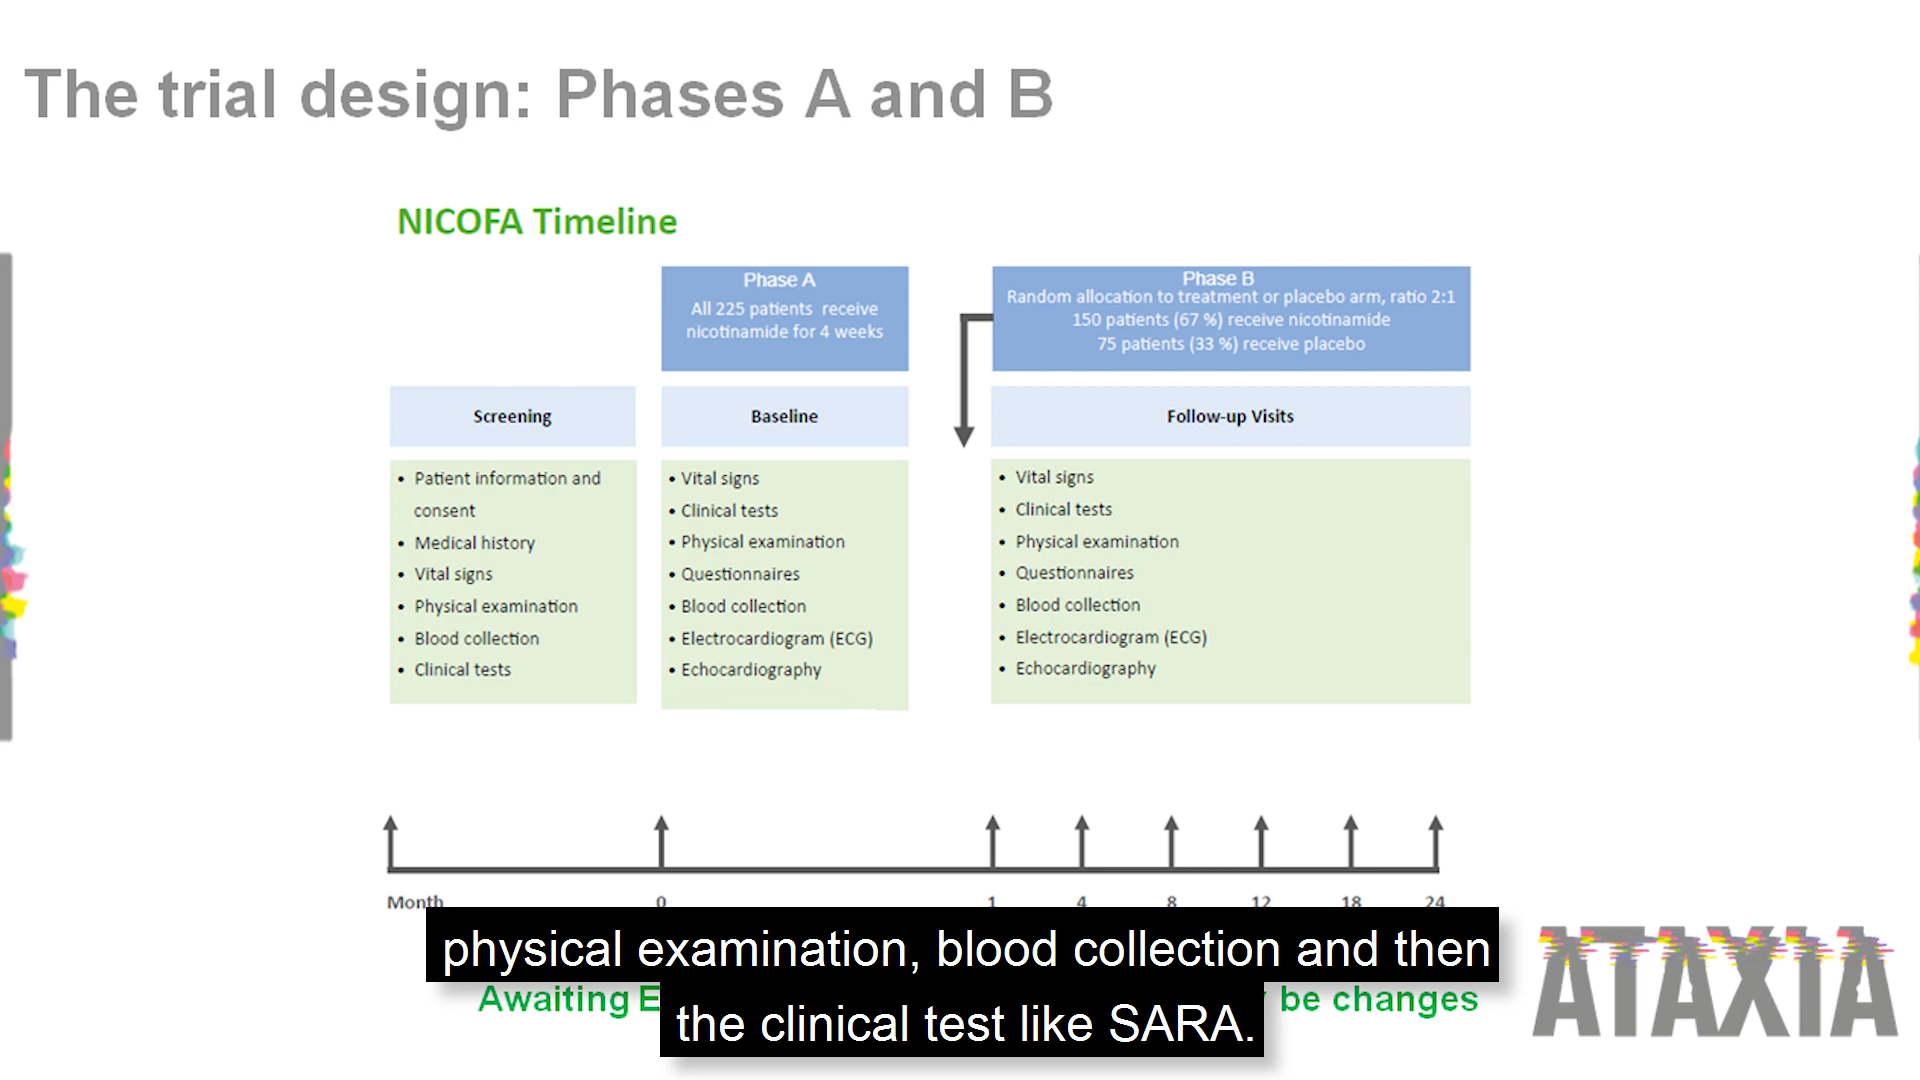 The trial design: Phases A and B
NICOFA Timeline
Phase A
All 225 patients receive
nicotinamide for 4 weeks
Phase B
Random allocation to treatment or placebo arm, ratio 2:1
150 patients (67 %) receive nicotinamide
75 patients (33 %) receive placebo
Screening
Baseline
Follow-up Visits
• Patient information and
consent
• Medical history
• Vital signs
• Physical examination
• Blood collection
• Clinical tests
• Vital signs
• Clinical tests
• Physical examination
• Questionnaires
• Blood collection
• Electrocardiogram (ECG)
• Echocardiography
• Vital signs
• Clinical tests
• Physical examination
• Questionnaires
• Blood collection
• Electrocardiogram (ECG)
• Echocardiography
Month 0 1 4 8 12 18 24
physical examination, blood collection and then
Awaiting be changes
the clinical test like SARA.
ATAXIA